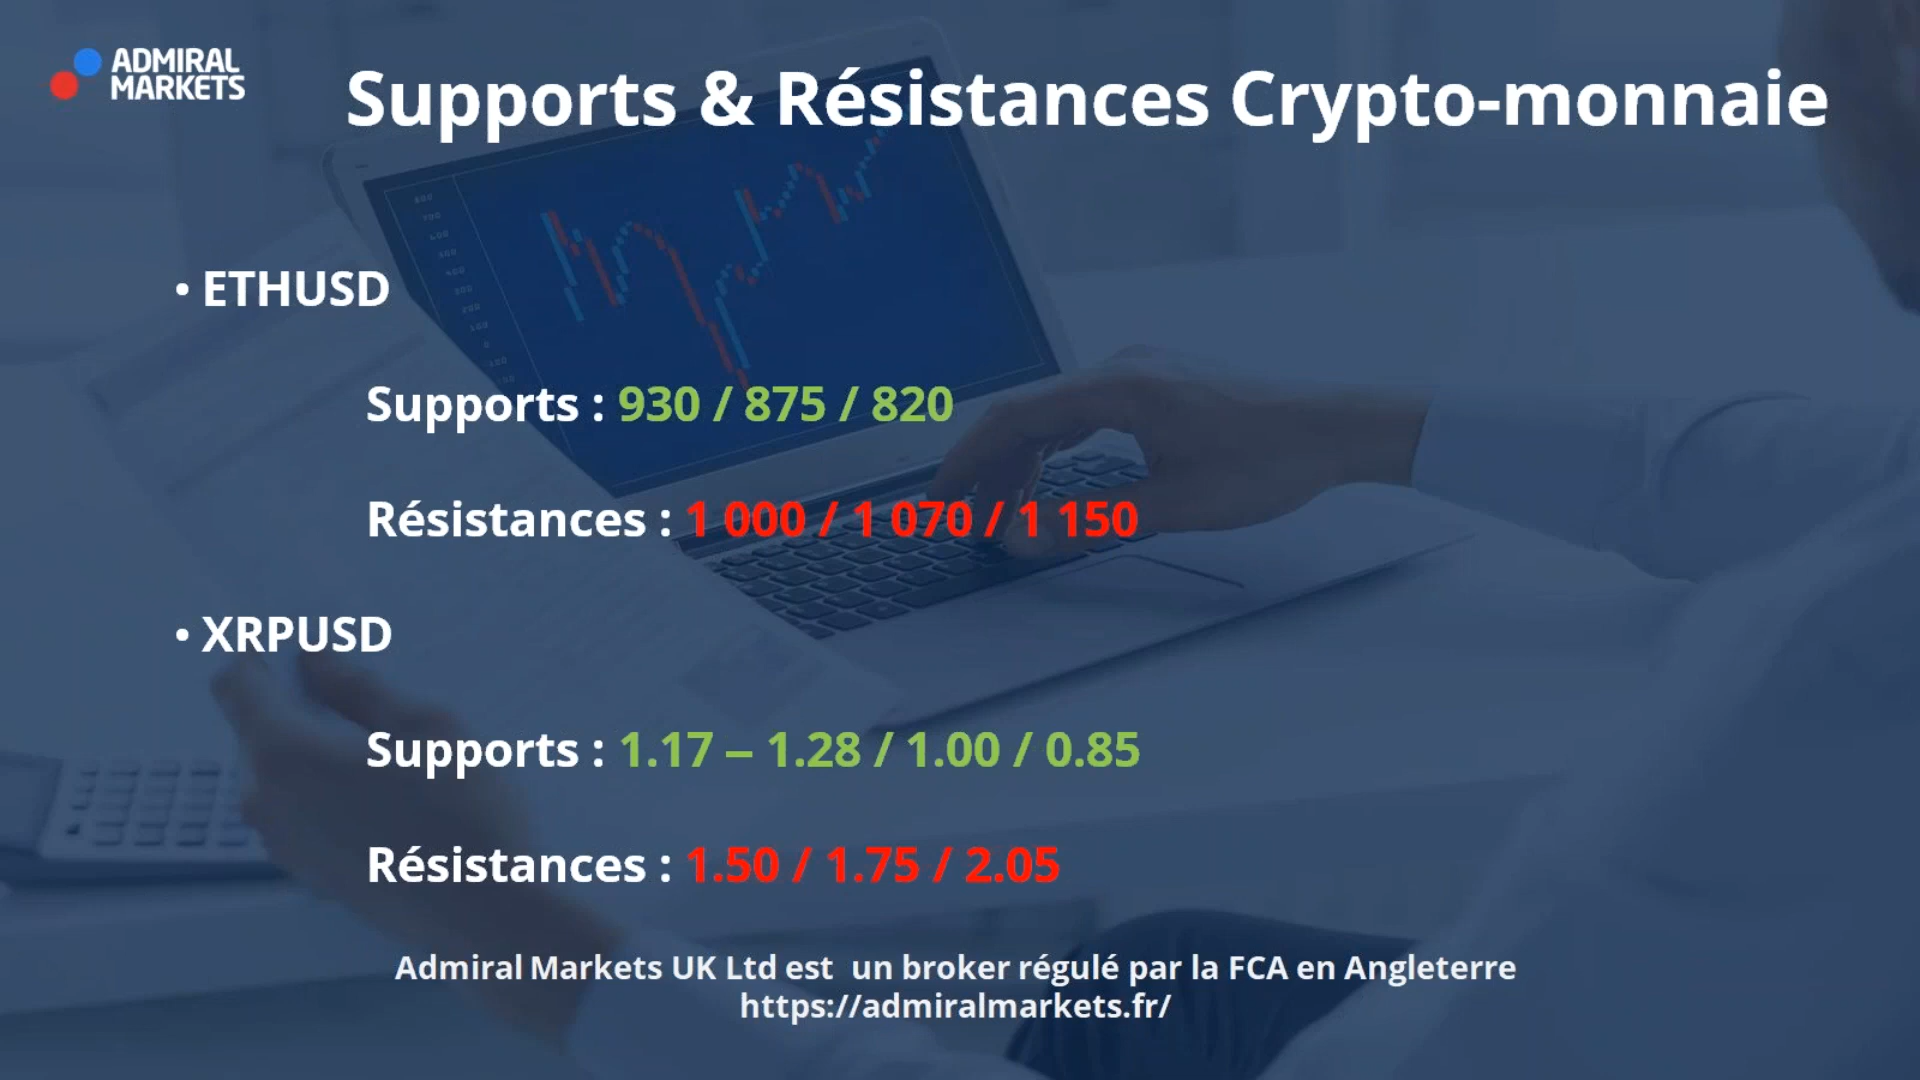 ADMIRAL
MARKETS
Supports & Résistances Crypto-monnaie
• ETHUSD
Supports : 930 / 875 / 820
Résistances : 1 000 / 1 070 / 1 150
• XRPUSD
Supports : 1.17 – 1.28 / 1.00 / 0.85
Résistances : 1.50 / 1.75 / 2.05
Admiral Markets UK Ltd est  un broker régulé par la FCA en Angleterre
https://admiralmarkets.fr/